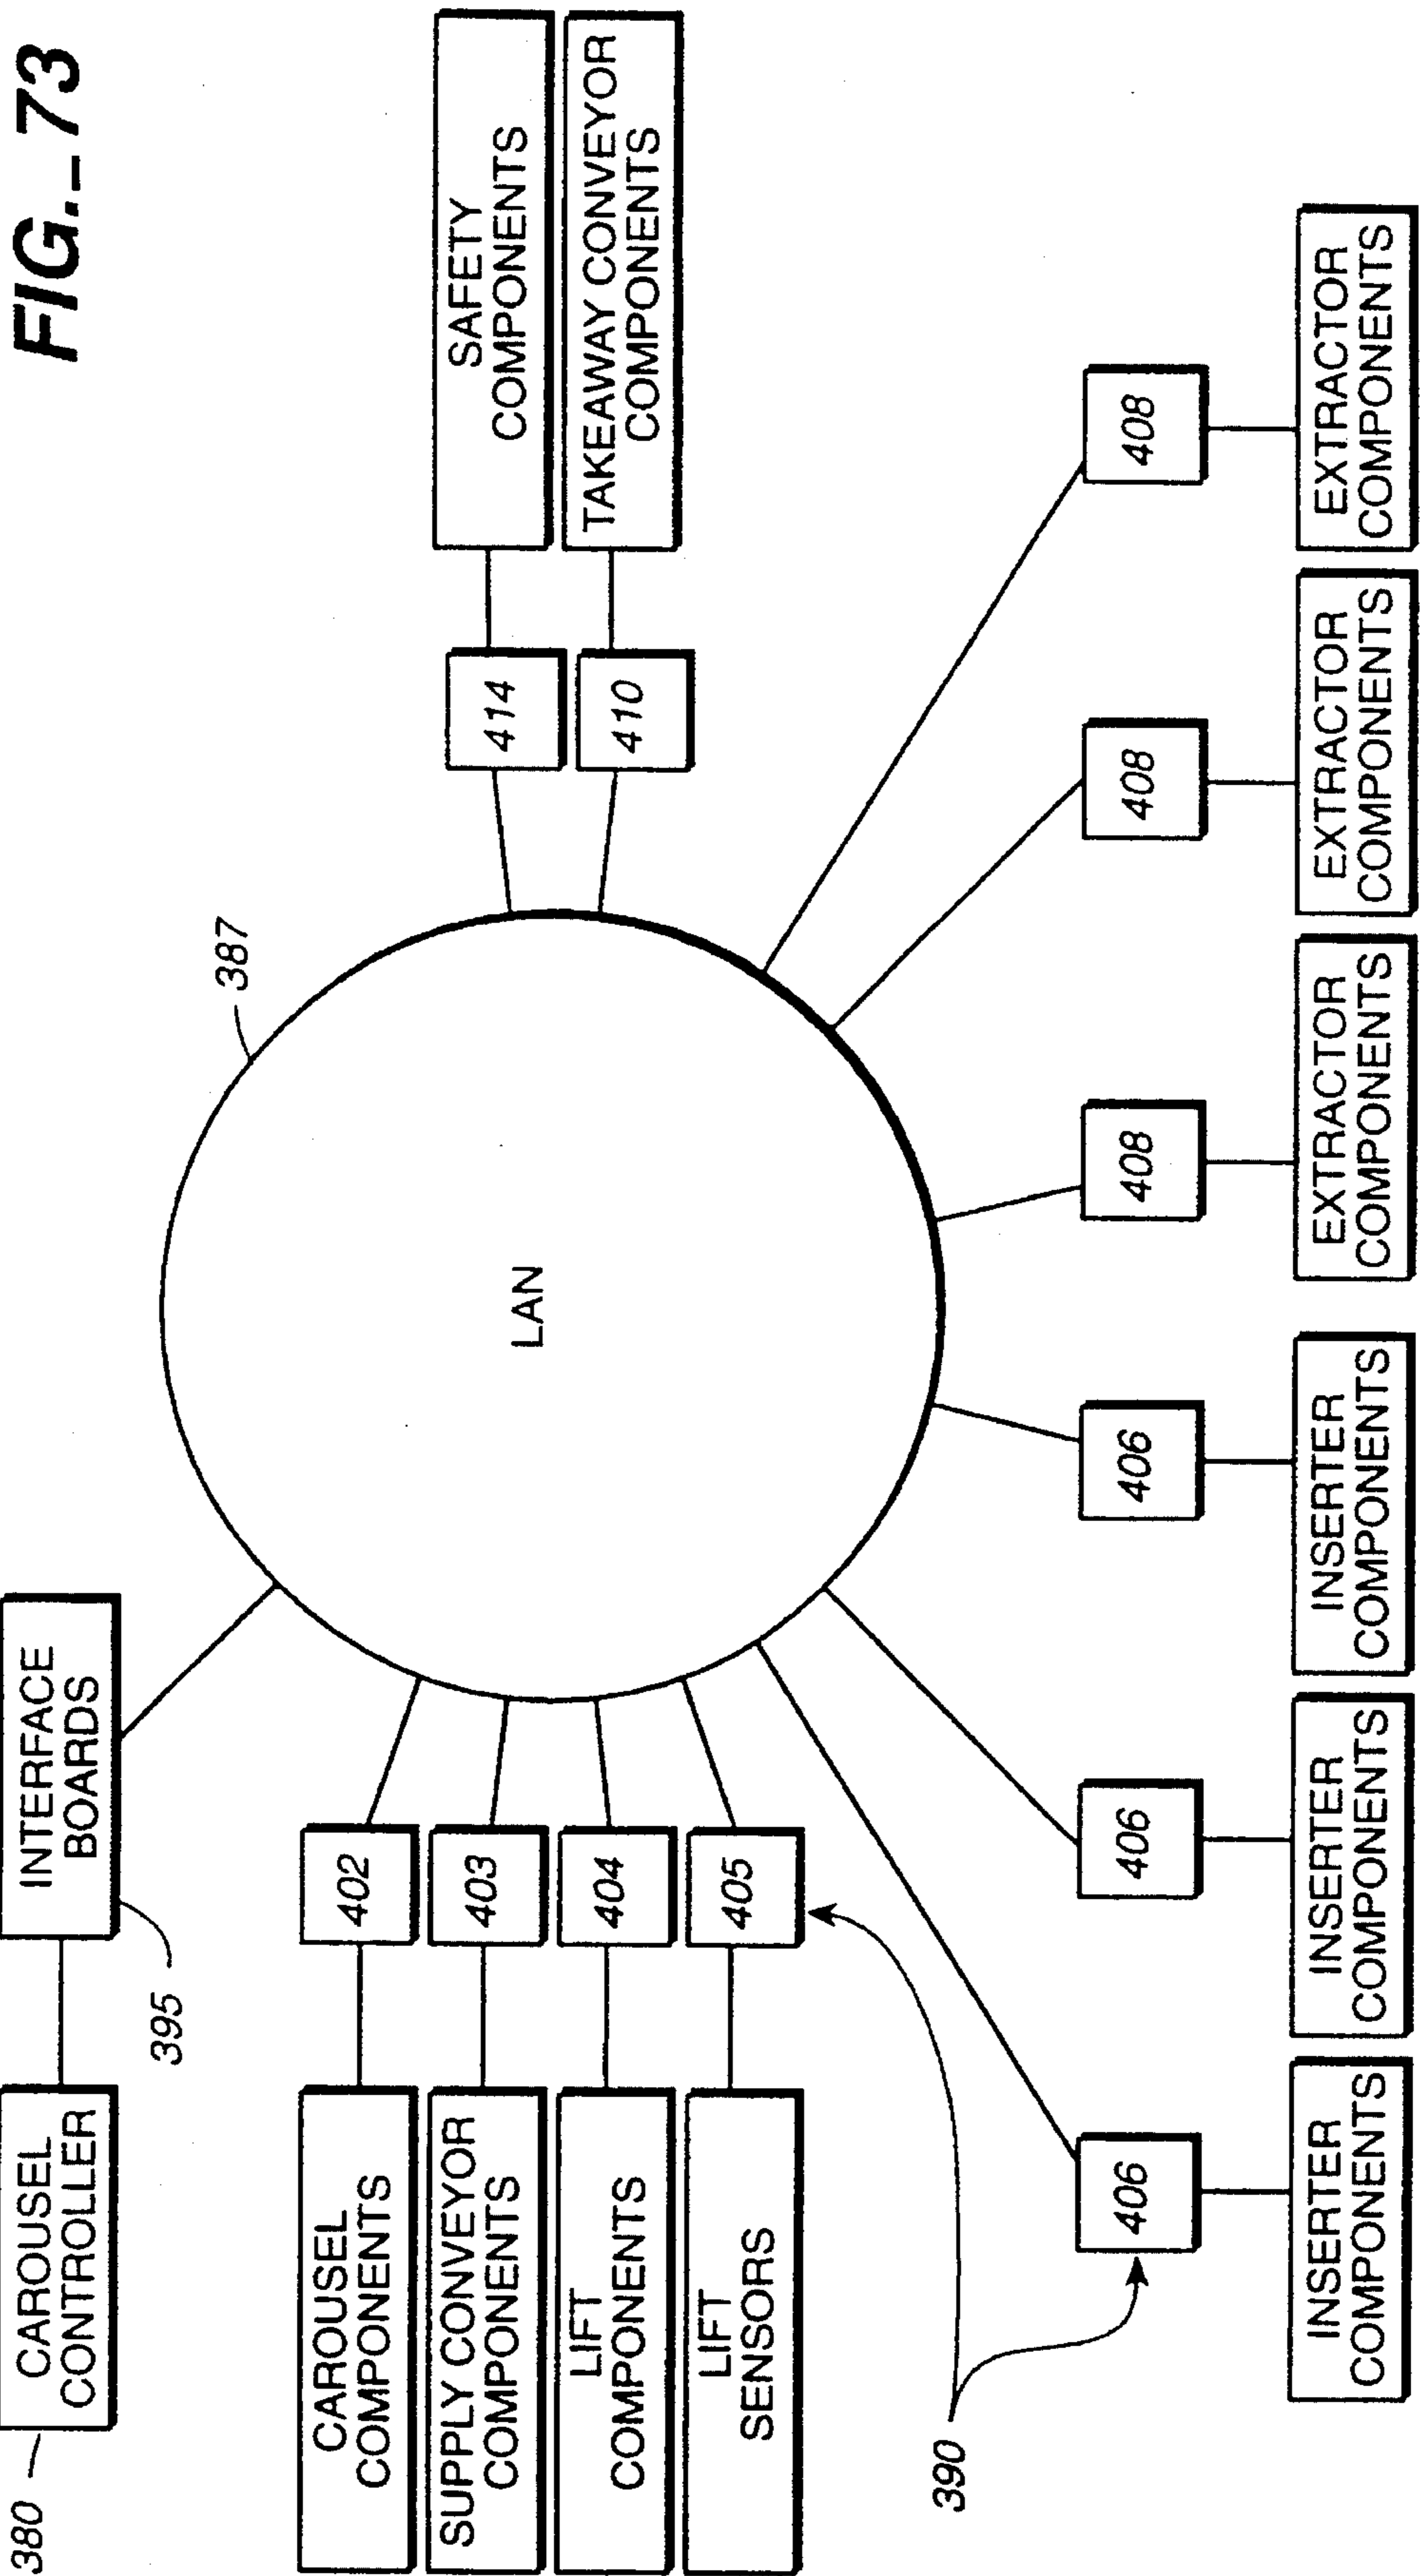 FIG._73
380
CAROUSEL
CONTROLLER
INTERFACE
BOARDS
395
387
LAN
CAROUSEL
COMPONENTS
402
SUPPLY CONVEYOR
COMPONENTS
403
LIFT
COMPONENTS
404
LIFT
SENSORS
405
414
SAFETY
COMPONENTS
410
TAKEAWAY CONVEYOR
COMPONENTS
390
406
406
406
408
408
408
INSERTER
COMPONENTS
INSERTER
COMPONENTS
INSERTER
COMPONENTS
EXTRACTOR
COMPONENTS
EXTRACTOR
COMPONENTS
EXTRACTOR
COMPONENTS